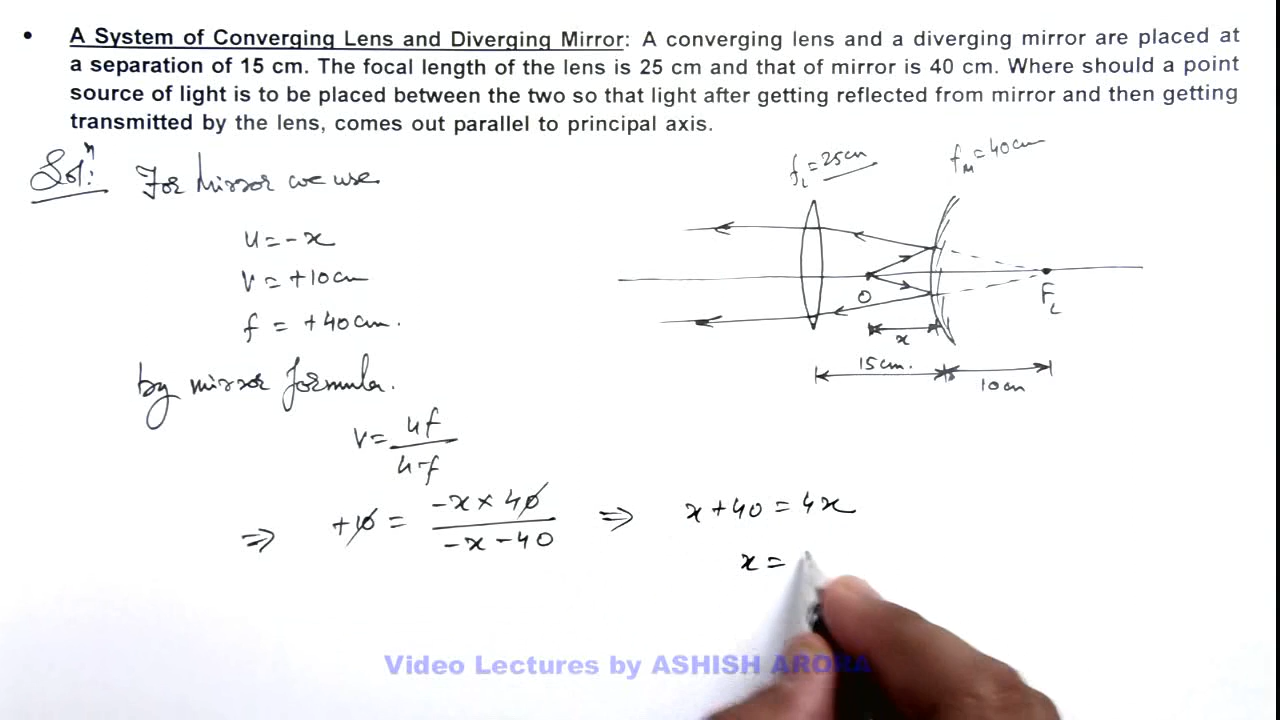 • A System of Converging Lens and Diverging Mirror: A converging lens and a diverging mirror are placed at
a separation of 15 cm. The focal length of the lens is 25 cm and that of mirror is 40 cm. Where should a point
source of light is to be placed between the two so that light after getting reflected from mirror and then getting
transmitted by the lens, comes out parallel to principal axis.
Solⁿ: For mirror we use
u = -x
v = +10cm
f = +40cm.
by mirror formula.
v = uf / u-f
⇒ +10 = -x × 40 / -x - 40 ⇒ x + 40 = 4x
x =
f_L = 25cm
f_M = 40cm
O
F_L
x
15cm.
10cm
Video Lectures by ASHISH ARORA